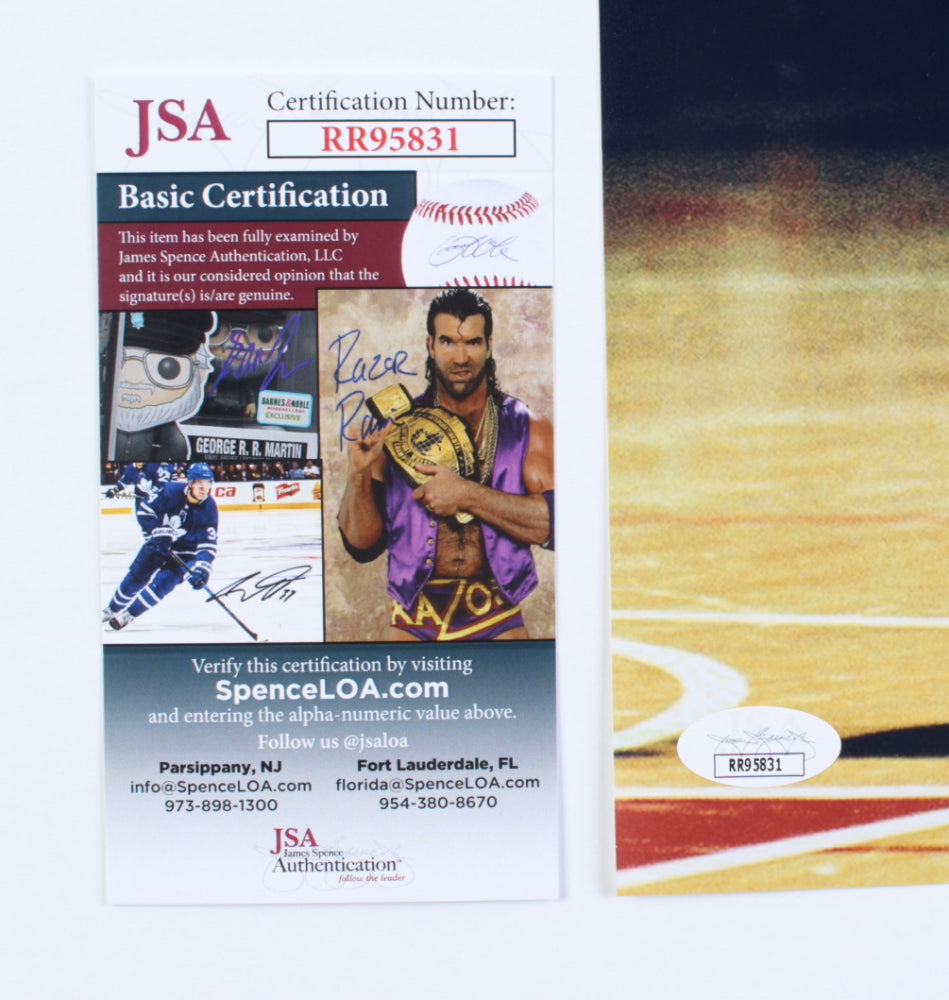 JSA
Certification Number:
RR95831
Basic Certification
This item has been fully examined by
James Spence Authentication, LLC
and it is our considered opinion that the
signature(s) is/are genuine.
BARNES&NOBLE
BOOKSELLERS
EXCLUSIVE
GEORGE R. R. MARTIN
Razor
Ram
RAZOR
Verify this certification by visiting
SpenceLOA.com
and entering the alpha-numeric value above.
Follow us @jsaloa
Parsippany, NJ
info@SpenceLOA.com
973-898-1300
Fort Lauderdale, FL
florida@SpenceLOA.com
954-380-8670
JSA
James Spence
Authentication™
follow the leader
JSA
RR95831